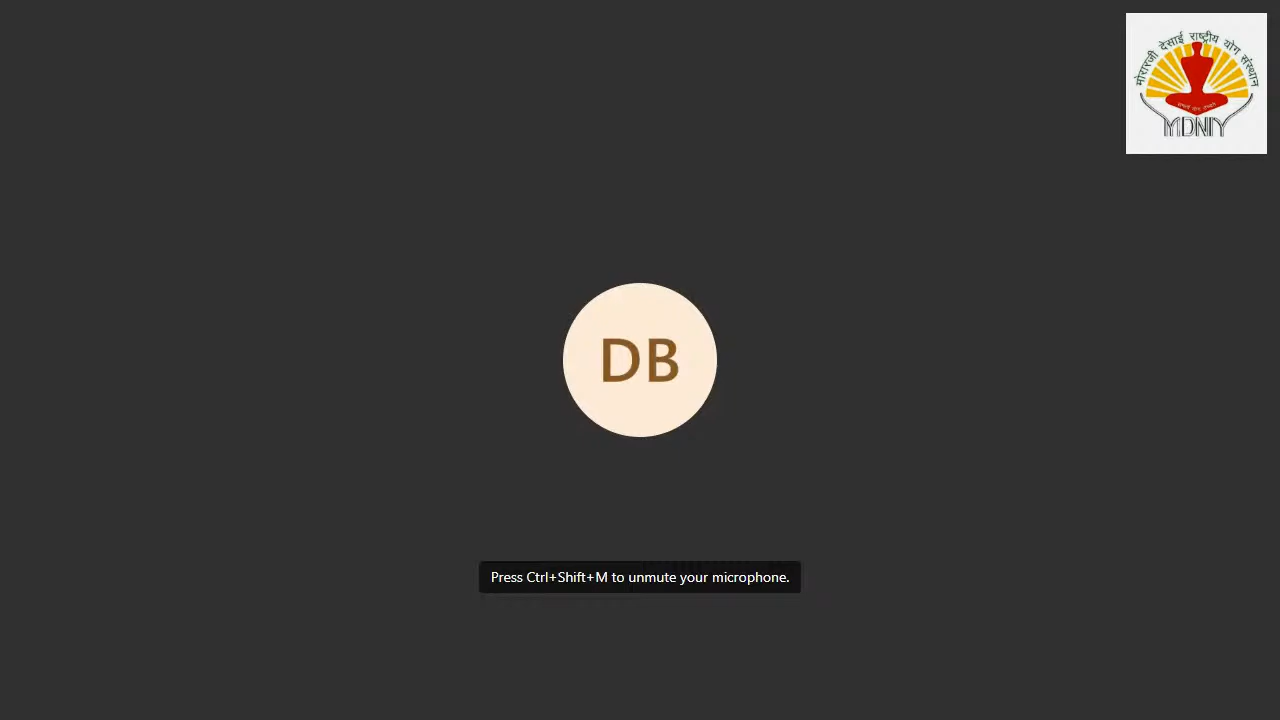 मोरारजी देसाई राष्ट्रीय योग संस्थान
MDNIY
DB
Press Ctrl+Shift+M to unmute your microphone.